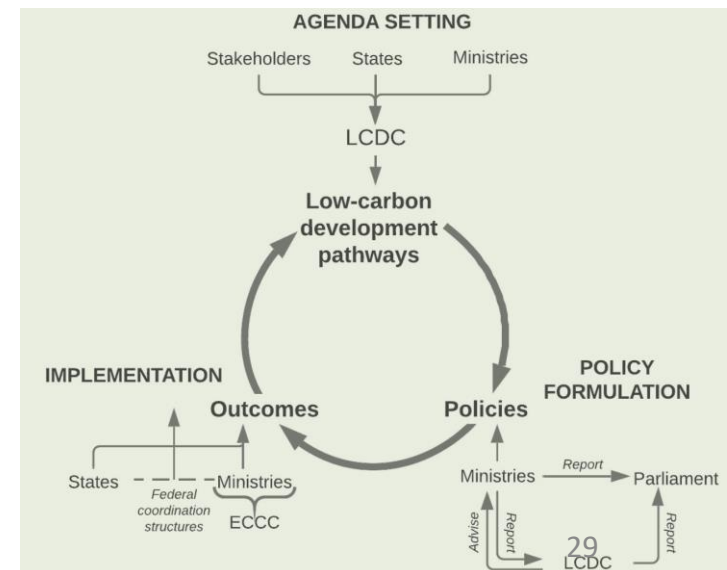 AGENDA SETTING
Stakeholders States Ministries
LCDC
Low-carbon
development
pathways
IMPLEMENTATION
Outcomes
States
Federal
coordination
structures
Ministries
ECCC
POLICY
FORMULATION
Policies
Ministries
Report
Parliament
Advise
Report
29
LCDC
Report